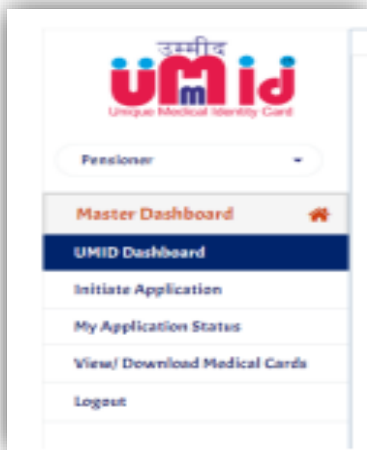 उम्मीद
UMmid
Unique Medical Identity Card
Pensioner
Master Dashboard
UMID Dashboard
Initiate Application
My Application Status
View/ Download Medical Cards
Logout